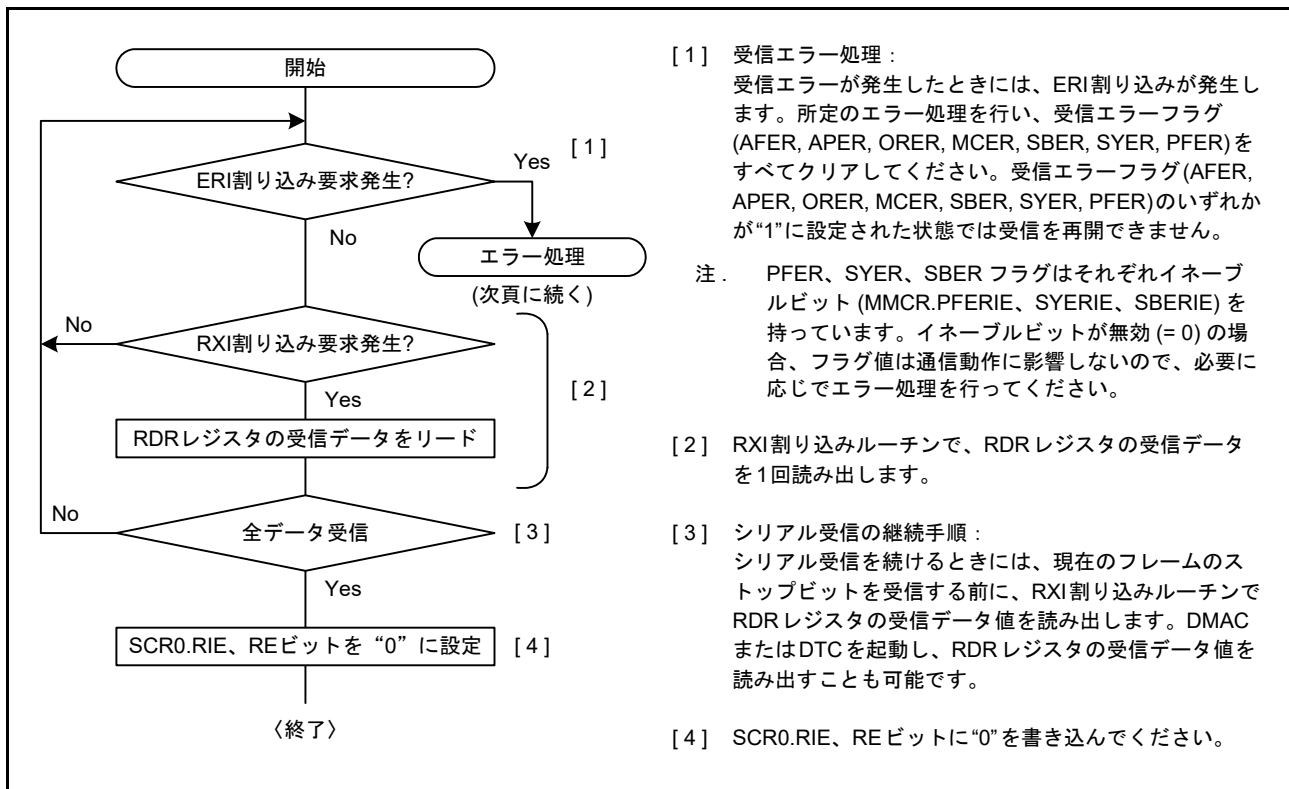 開始
ERI割り込み要求発生?
Yes
[ 1 ]
No
エラー処理
(次頁に続く)
No
RXI割り込み要求発生?
[ 2 ]
Yes
RDRレジスタの受信データをリード
No
全データ受信
[ 3 ]
Yes
SCR0.RIE、REビットを “0” に設定
[ 4 ]
〈終了〉
[ 1 ] 受信エラー処理 :
受信エラーが発生したときには、ERI割り込みが発生し
ます。所定のエラー処理を行い、受信エラーフラグ
(AFER, APER, ORER, MCER, SBER, SYER, PFER)を
すべてクリアしてください。受信エラーフラグ(AFER,
APER, ORER, MCER, SBER, SYER, PFER)のいずれか
が“1”に設定された状態では受信を再開できません。
注 . PFER、SYER、SBER フラグはそれぞれイネーブ
ルビット (MMCR.PFERIE、SYERIE、SBERIE) を
持っています。イネーブルビットが無効 (= 0) の場
合、フラグ値は通信動作に影響しないので、必要に
応じでエラー処理を行ってください。
[ 2 ] RXI割り込みルーチンで、RDRレジスタの受信データ
を1回読み出します。
[ 3 ] シリアル受信の継続手順 :
シリアル受信を続けるときには、現在のフレームのス
トップビットを受信する前に、RXI割り込みルーチンで
RDRレジスタの受信データ値を読み出します。DMAC
またはDTCを起動し、RDRレジスタの受信データ値を
読み出すことも可能です。
[ 4 ] SCR0.RIE、REビットに“0”を書き込んでください。